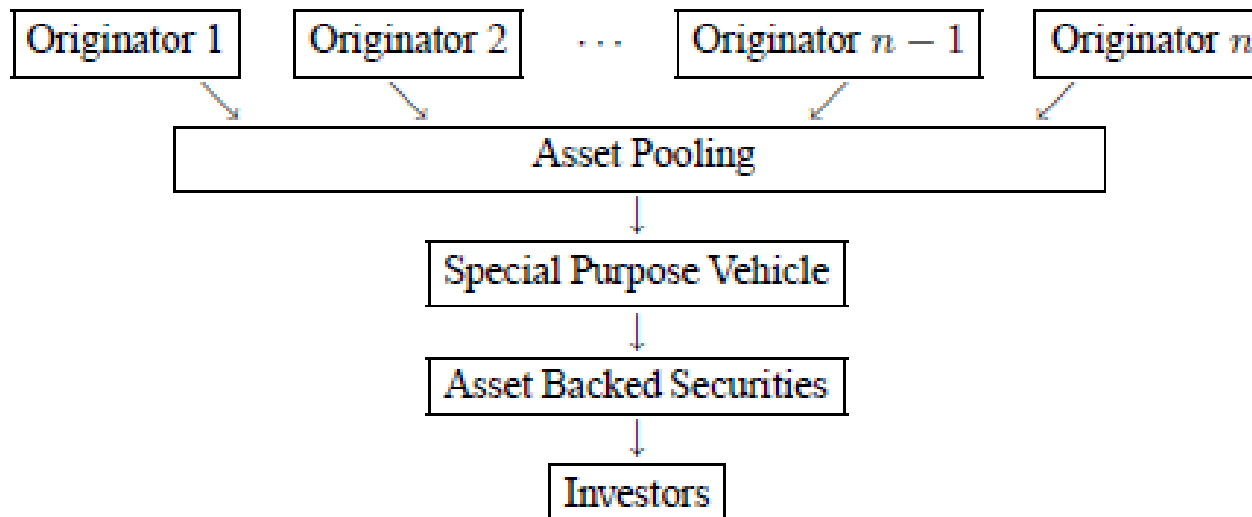 Originator 1 Originator 2 ⋯ Originator n − 1 Originator n
Asset Pooling
Special Purpose Vehicle
Asset Backed Securities
Investors